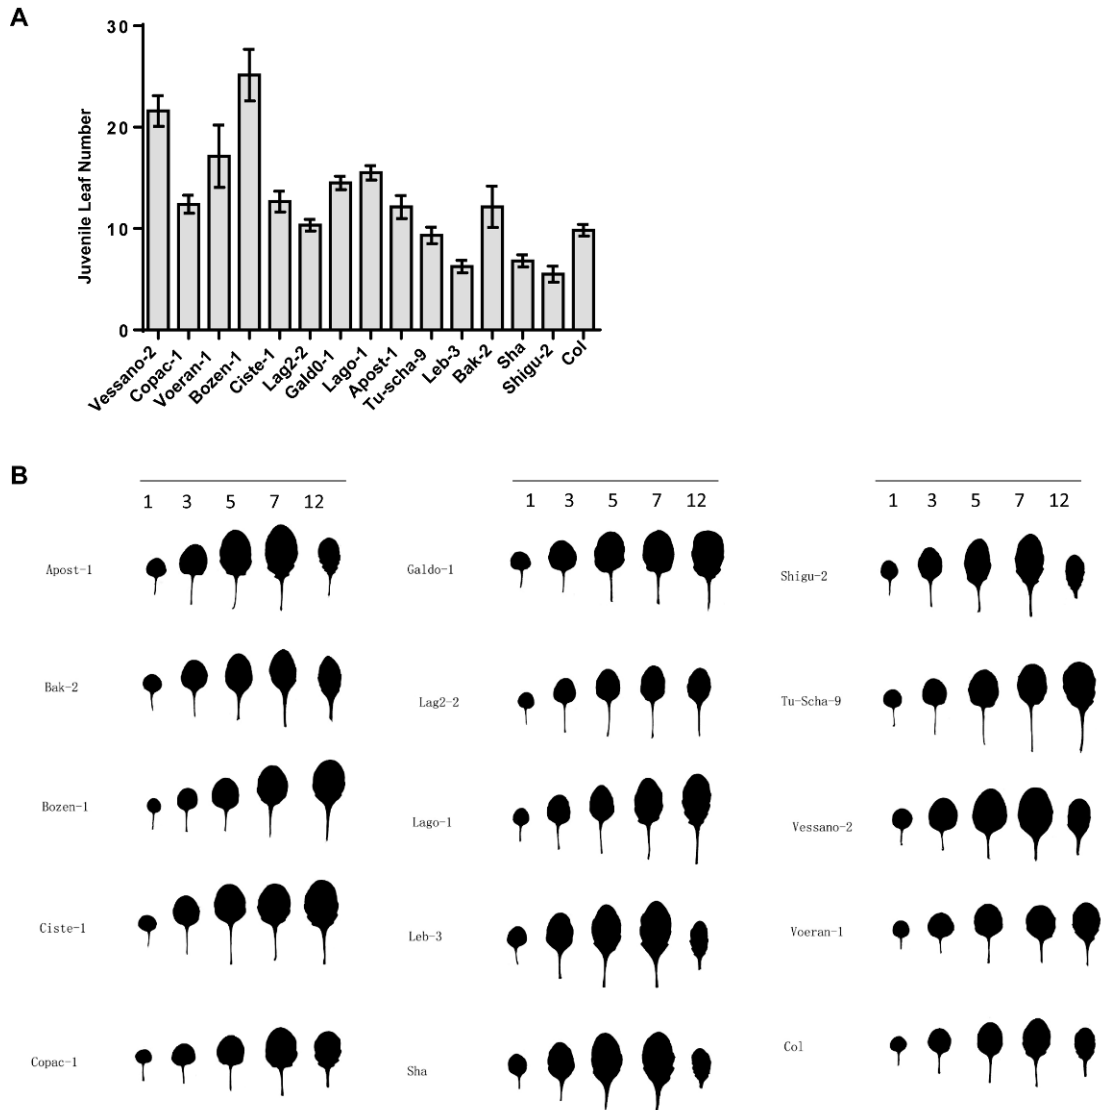 A
30
20
10
0
Juvenile Leaf Number
Vessano-2
Copac-1
Voeran-1
Bozen-1
Ciste-1
Lag2-2
Gald0-1
Lago-1
Apost-1
Tu-scha-9
Leb-3
Bak-2
Sha
Shigu-2
Col
B
1 3 5 7 12
Apost-1
Bak-2
Bozen-1
Ciste-1
Copac-1
1 3 5 7 12
Galdo-1
Lag2-2
Lago-1
Leb-3
Sha
1 3 5 7 12
Shigu-2
Tu-Scha-9
Vessano-2
Voeran-1
Col